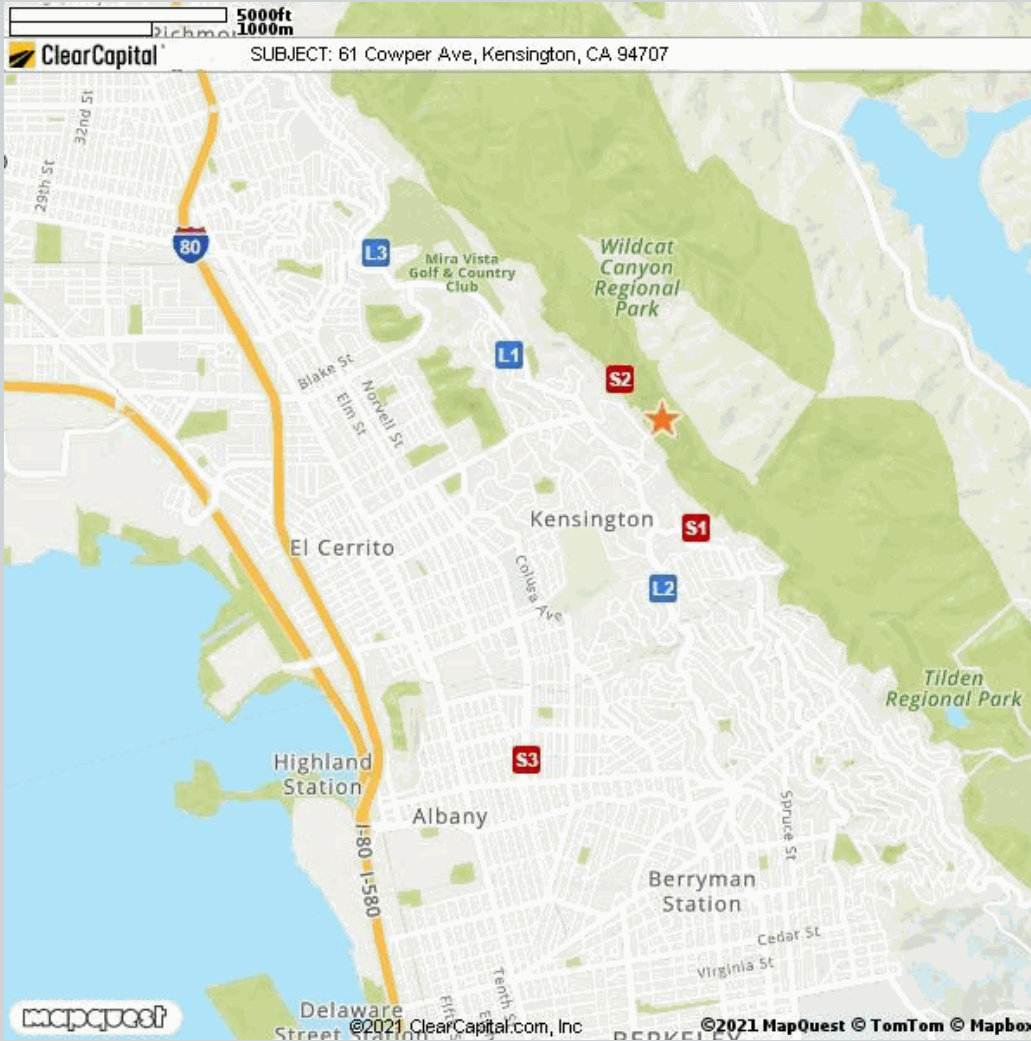 5000ft
1000m
ClearCapital
SUBJECT: 61 Cowper Ave, Kensington, CA 94707
32nd St
29th St
80
L3
Mira Vista
Golf & Country
Club
Wildcat
Canyon
Regional
Park
L1
S2
Blake St
Norvell St
Elm St
Kensington
S1
El Cerrito
Colusa Ave
L2
Tilden
Regional Park
Highland
Station
S3
Albany
Spruce St
I-80 I-580
Berryman
Station
Cedar St
Virginia St
Tenth S
mapquest
Delaware
Street Station
©2021 ClearCapital.com, Inc
©2021 MapQuest © TomTom © Mapbox